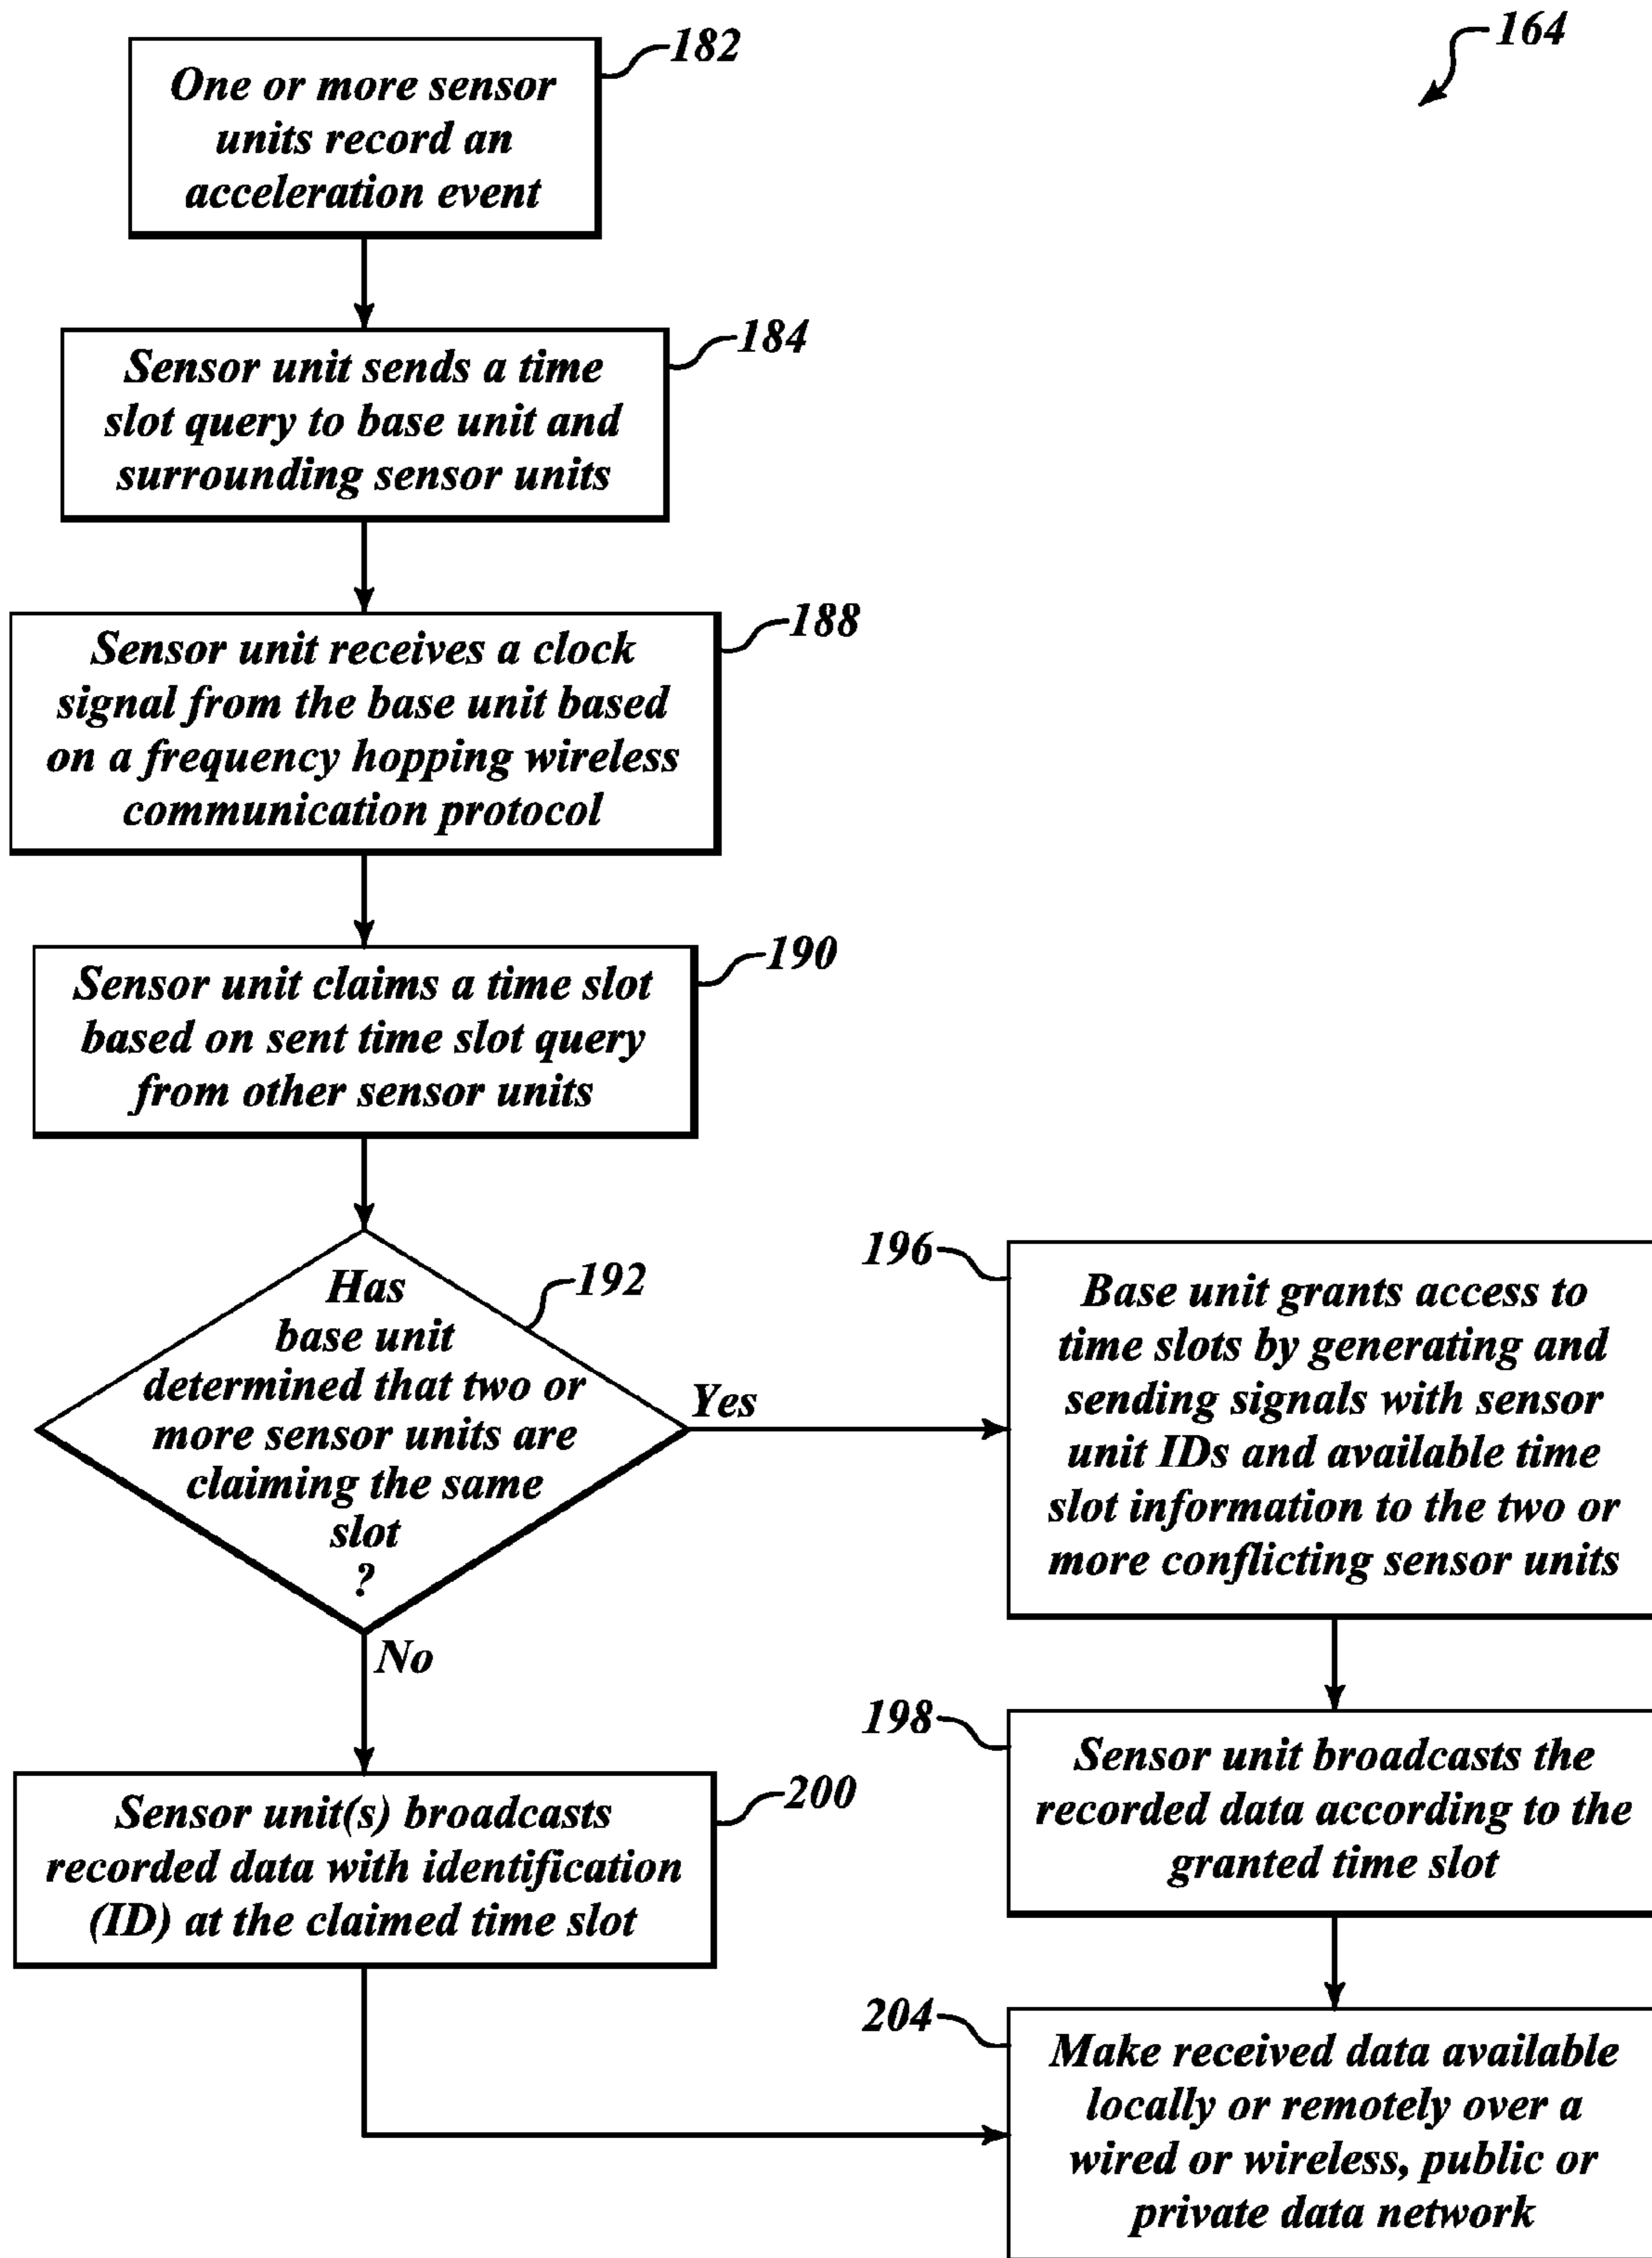 164
182
One or more sensor
units record an
acceleration event
184
Sensor unit sends a time
slot query to base unit and
surrounding sensor units
188
Sensor unit receives a clock
signal from the base unit based
on a frequency hopping wireless
communication protocol
190
Sensor unit claims a time slot
based on sent time slot query
from other sensor units
192
Has
base unit
determined that two or
more sensor units are
claiming the same
slot
?
Yes
No
196
Base unit grants access to
time slots by generating and
sending signals with sensor
unit IDs and available time
slot information to the two or
more conflicting sensor units
198
Sensor unit broadcasts the
recorded data according to the
granted time slot
200
Sensor unit(s) broadcasts
recorded data with identification
(ID) at the claimed time slot
204
Make received data available
locally or remotely over a
wired or wireless, public or
private data network